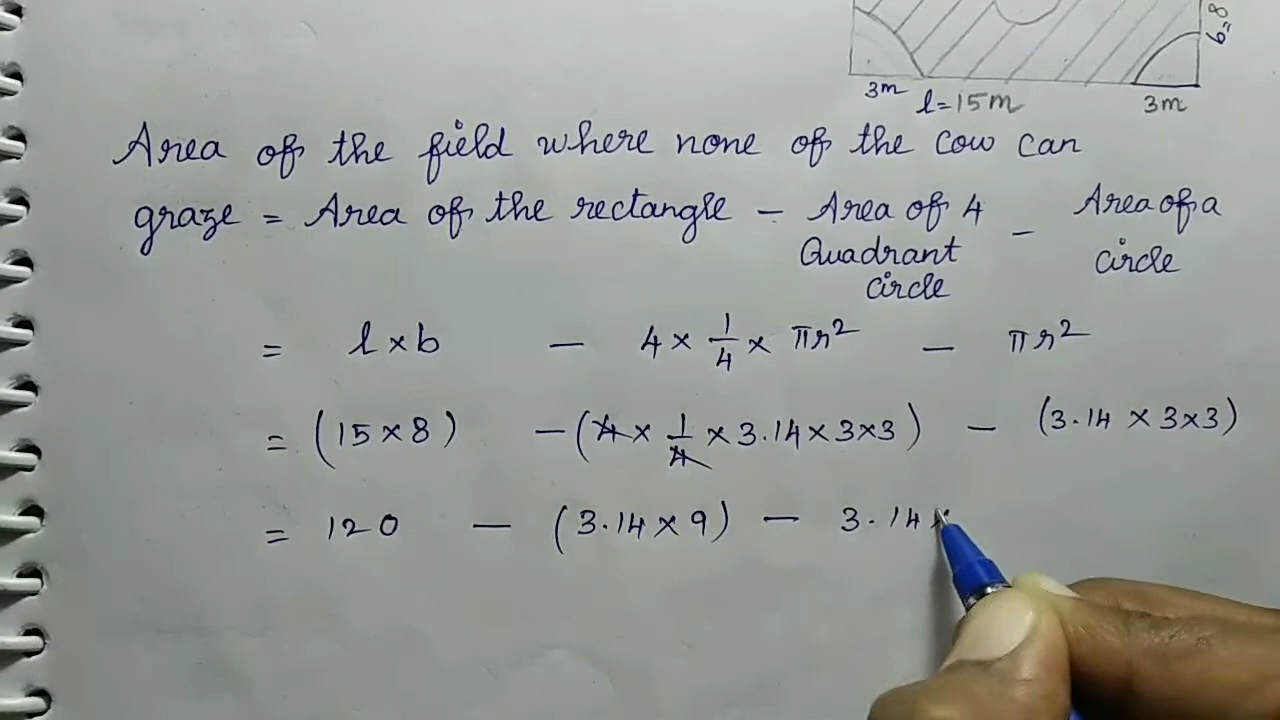 b=8
3m
l=15m
3m
Area of the field where none of the cow can
graze = Area of the rectangle - Area of 4 Quadrant circle - Area of a circle
= l×b - 4× 1/4 × πr² - πr²
= (15×8) - (4× 1/4 ×3.14×3×3) - (3.14×3×3)
= 120 - (3.14×9) - 3.14×